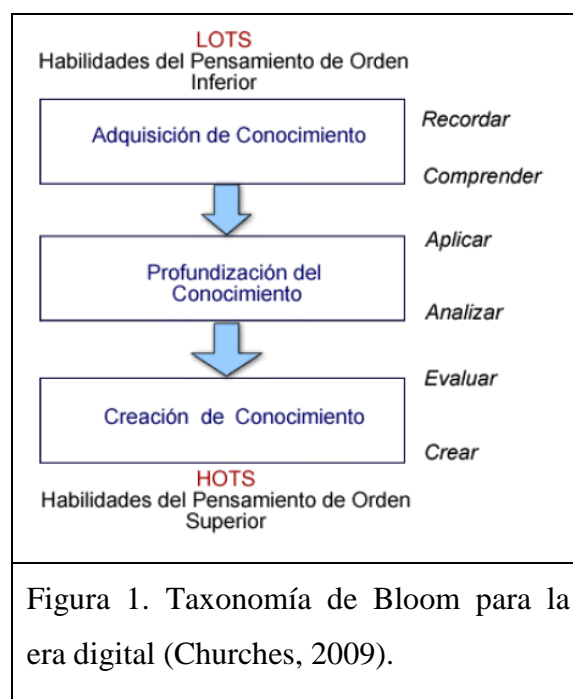 LOTS
Habilidades del Pensamiento de Orden
Inferior
Adquisición de Conocimiento
Recordar
Comprender
Profundización del
Conocimiento
Aplicar
Analizar
Creación de Conocimiento
Evaluar
Crear
HOTS
Habilidades del Pensamiento de Orden
Superior
Figura 1. Taxonomía de Bloom para la
era digital (Churches, 2009).